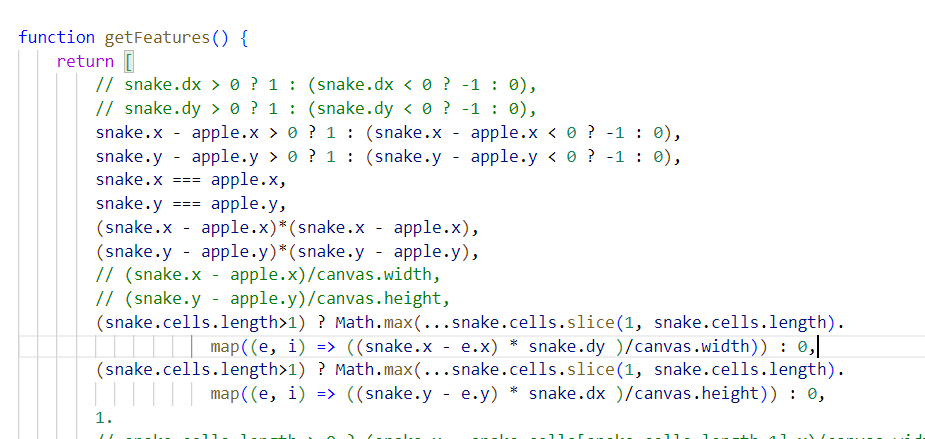 function getFeatures() {
return [
// snake.dx > 0 ? 1 : (snake.dx < 0 ? -1 : 0),
// snake.dy > 0 ? 1 : (snake.dy < 0 ? -1 : 0),
snake.x - apple.x > 0 ? 1 : (snake.x - apple.x < 0 ? -1 : 0),
snake.y - apple.y > 0 ? 1 : (snake.y - apple.y < 0 ? -1 : 0),
snake.x === apple.x,
snake.y === apple.y,
(snake.x - apple.x)*(snake.x - apple.x),
(snake.y - apple.y)*(snake.y - apple.y),
// (snake.x - apple.x)/canvas.width,
// (snake.y - apple.y)/canvas.height,
(snake.cells.length>1) ? Math.max(...snake.cells.slice(1, snake.cells.length).
map((e, i) => ((snake.x - e.x) * snake.dy )/canvas.width)) : 0,
(snake.cells.length>1) ? Math.max(...snake.cells.slice(1, snake.cells.length).
map((e, i) => ((snake.y - e.y) * snake.dx )/canvas.height)) : 0,
1.